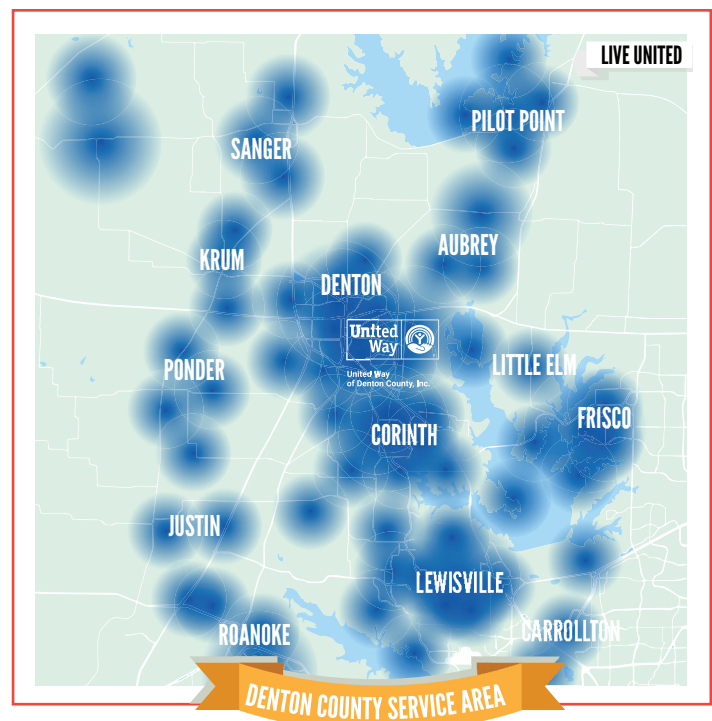 LIVE UNITED
PILOT POINT
SANGER
AUBREY
KRUM
DENTON
United
Way
United Way
of Denton County, Inc.
LITTLE ELM
PONDER
FRISCO
CORINTH
JUSTIN
LEWISVILLE
CARROLLTON
ROANOKE
DENTON COUNTY SERVICE AREA